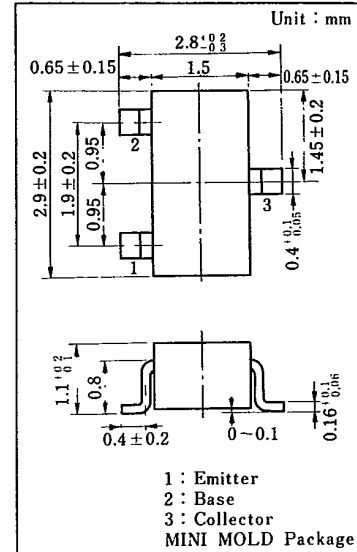 Unit : mm
2.8 +0.2 −0.3
0.65 ± 0.15
1.5
0.65 ± 0.15
2.9 ± 0.2
1.9 ± 0.2
0.95
0.95
2
1
3
1.45 ± 0.2
0.4 +0.1 −0.05
1.1 +0.2 −0.1
0.8
0.4 ± 0.2
0~0.1
0.16 +0.1 −0.06
1 : Emitter
2 : Base
3 : Collector
MINI MOLD Package